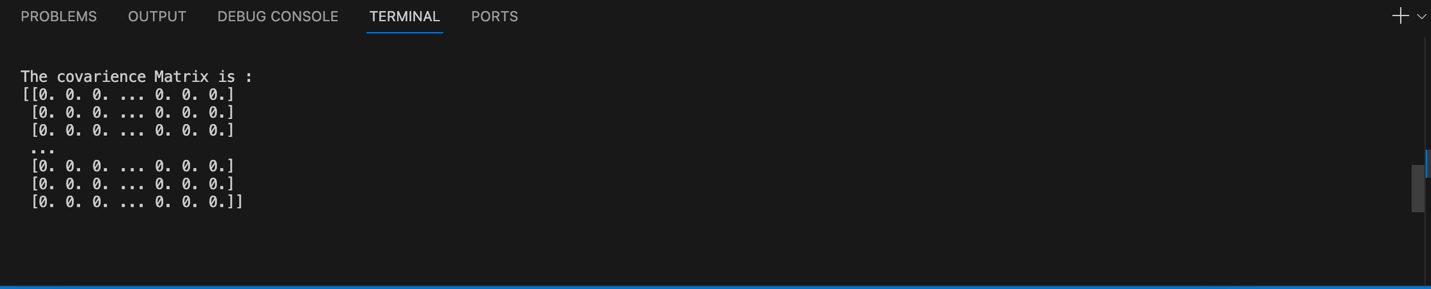 PROBLEMS OUTPUT DEBUG CONSOLE TERMINAL PORTS
The covarience Matrix is :
[[0. 0. 0. ... 0. 0. 0.]
 [0. 0. 0. ... 0. 0. 0.]
 [0. 0. 0. ... 0. 0. 0.]
 ...
 [0. 0. 0. ... 0. 0. 0.]
 [0. 0. 0. ... 0. 0. 0.]
 [0. 0. 0. ... 0. 0. 0.]]